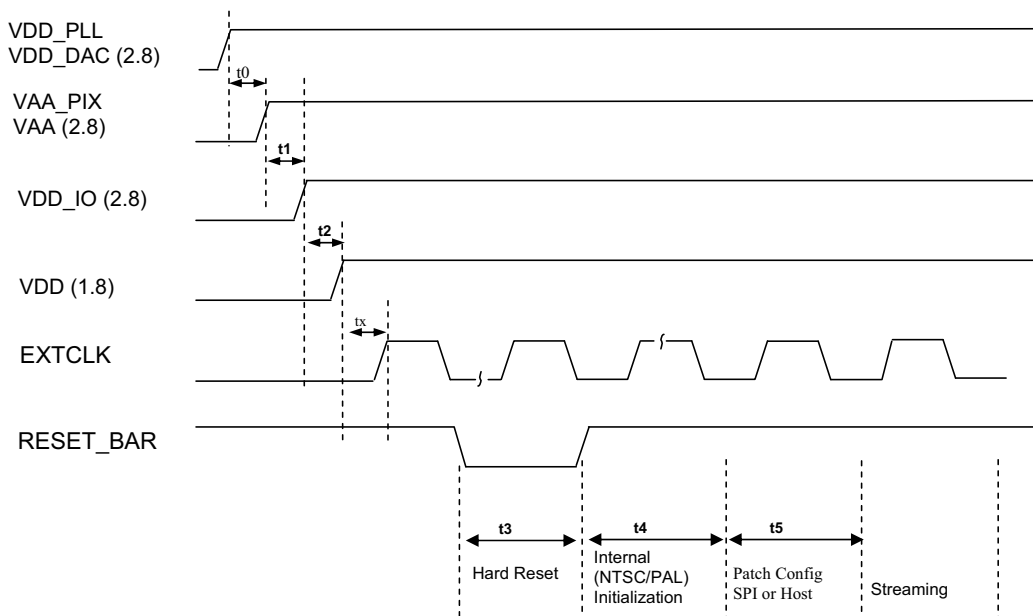 VDD_PLL
VDD_DAC (2.8)
t0
VAA_PIX
VAA (2.8)
t1
VDD_IO (2.8)
t2
VDD (1.8)
tx
EXTCLK
RESET_BAR
t3
t4
t5
Hard Reset
Internal
(NTSC/PAL)
Initialization
Patch Config
SPI or Host
Streaming